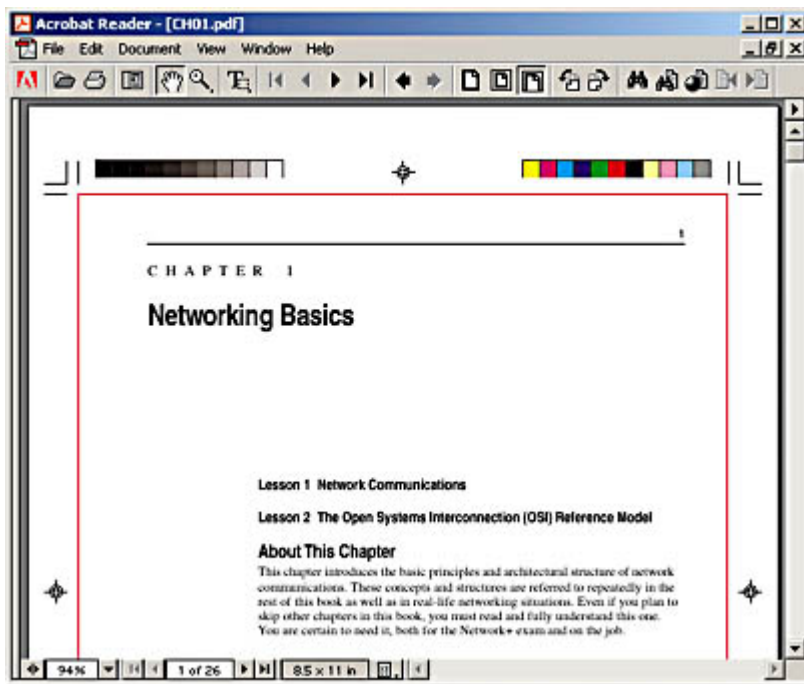 Acrobat Reader - [CH01.pdf]
File Edit Document View Window Help
1
CHAPTER 1
Networking Basics
Lesson 1 Network Communications
Lesson 2 The Open Systems Interconnection (OSI) Reference Model
About This Chapter
This chapter introduces the basic principles and architectural structure of network
communications. These concepts and structures are referred to repeatedly in the
rest of this book as well as in real-life networking situations. Even if you plan to
skip other chapters in this book, you must read and fully understand this one.
You are certain to need it, both for the Network+ exam and on the job.
94% 1 of 26 8.5 x 11 in